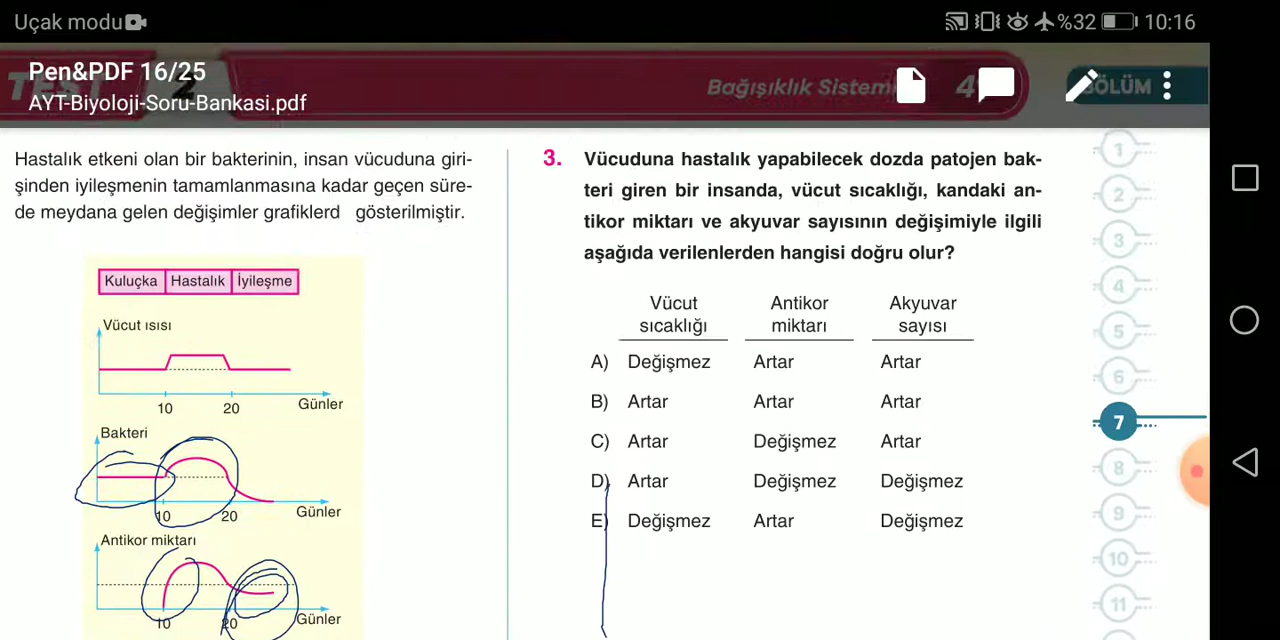 Uçak modu
%32 10:16
Pen&PDF 16/25
AYT-Biyoloji-Soru-Bankasi.pdf
TEST 2
Bağışıklık Sistemi
4
BÖLÜM
Hastalık etkeni olan bir bakterinin, insan vücuduna giri-
şinden iyileşmenin tamamlanmasına kadar geçen süre-
de meydana gelen değişimler grafiklerd gösterilmiştir.
Kuluçka Hastalık İyileşme
Vücut ısısı
10 20 Günler
Bakteri
10 20 Günler
Antikor miktarı
10 20 Günler
3. Vücuduna hastalık yapabilecek dozda patojen bak-
teri giren bir insanda, vücut sıcaklığı, kandaki an-
tikor miktarı ve akyuvar sayısının değişimiyle ilgili
aşağıda verilenlerden hangisi doğru olur?
Vücut Antikor Akyuvar
sıcaklığı miktarı sayısı
A) Değişmez Artar Artar
B) Artar Artar Artar
C) Artar Değişmez Artar
D) Artar Değişmez Değişmez
E) Değişmez Artar Değişmez
1
2
3
4
5
6
7
8
9
10
11